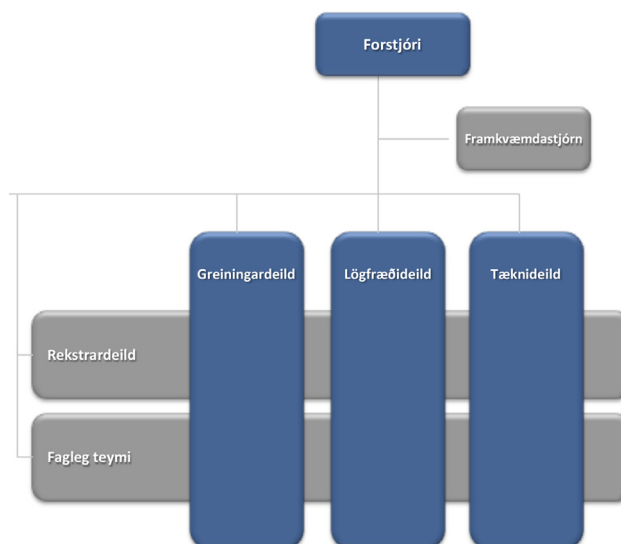 Forstjóri
Framkvæmdastjórn
Greiningardeild
Lögfræðideild
Tæknideild
Rekstrardeild
Fagleg teymi